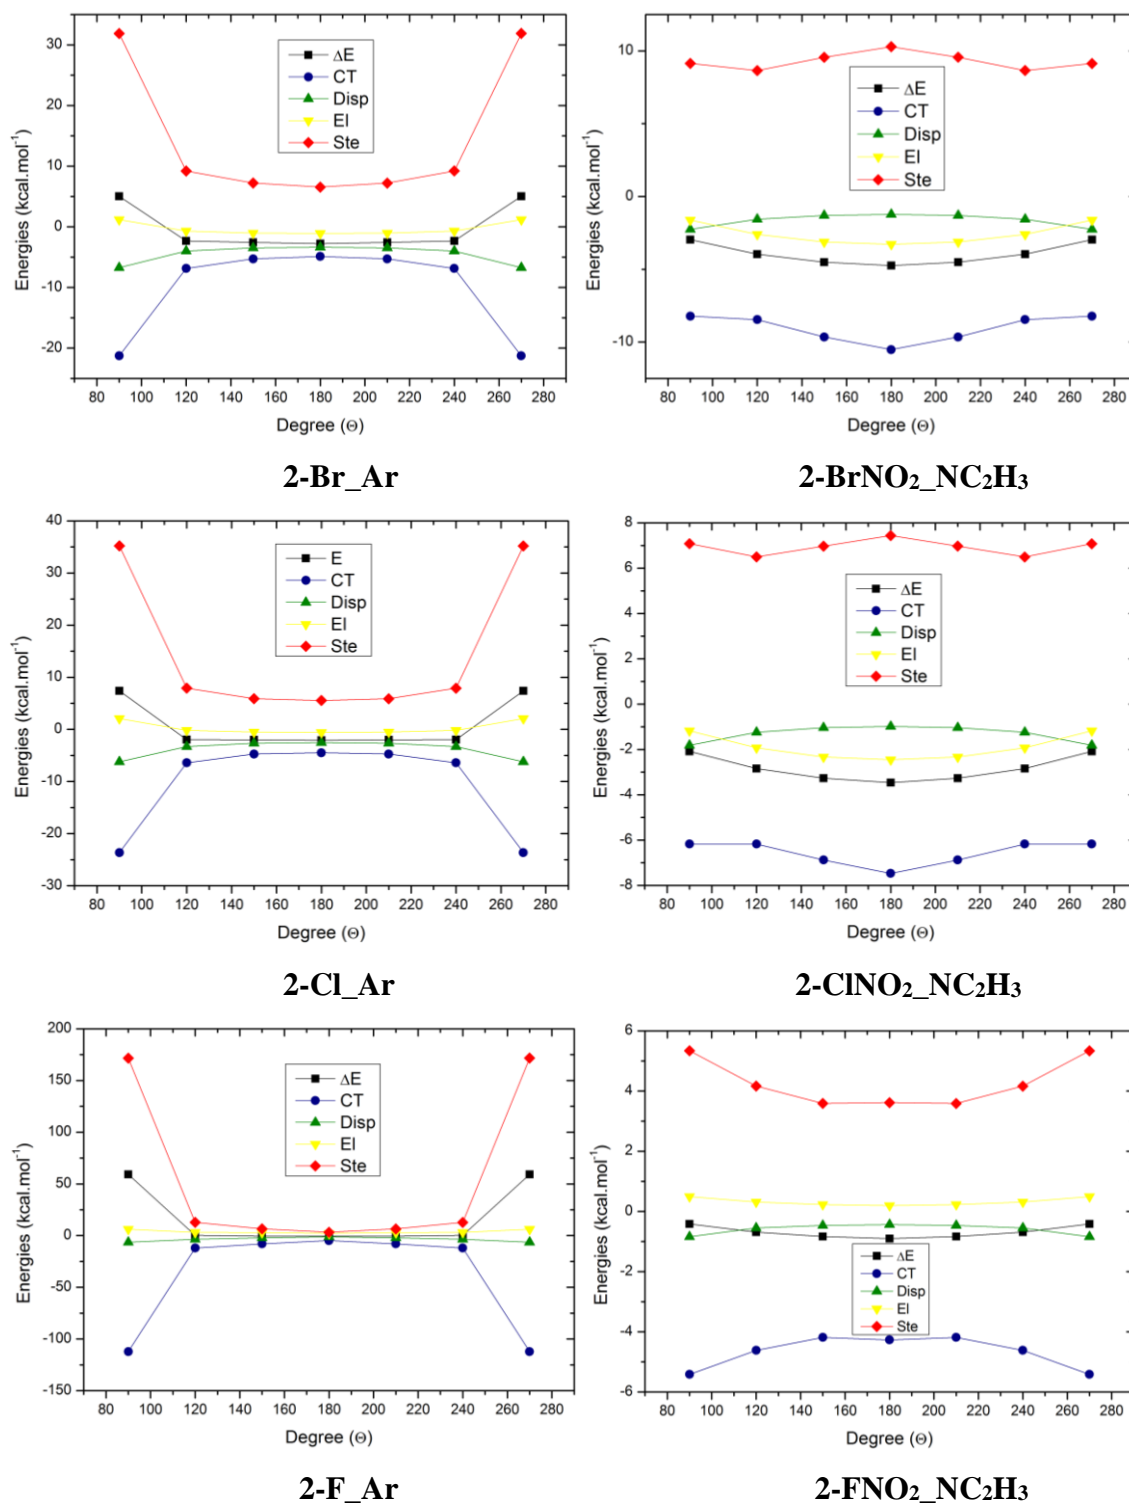 30
20
10
0
-10
-20
Energies (kcal.mol⁻¹)
ΔE
CT
Disp
El
Ste
80 100 120 140 160 180 200 220 240 260 280
Degree (Θ)
2-Br_Ar
10
0
-10
Energies (kcal.mol⁻¹)
ΔE
CT
Disp
El
Ste
80 100 120 140 160 180 200 220 240 260 280
Degree (Θ)
2-BrNO₂_NC₂H₃
40
30
20
10
0
-10
-20
-30
Energies (kcal.mol⁻¹)
E
CT
Disp
El
Ste
80 100 120 140 160 180 200 220 240 260 280
Degree (Θ)
2-Cl_Ar
8
6
4
2
0
-2
-4
-6
-8
Energies (kcal.mol⁻¹)
ΔE
CT
Disp
El
Ste
80 100 120 140 160 180 200 220 240 260 280
Degree (Θ)
2-ClNO₂_NC₂H₃
200
150
100
50
0
-50
-100
-150
Energies (kcal.mol⁻¹)
ΔE
CT
Disp
El
Ste
80 100 120 140 160 180 200 220 240 260 280
Degree (Θ)
2-F_Ar
6
4
2
0
-2
-4
-6
Energies (kcal.mol⁻¹)
ΔE
CT
Disp
El
Ste
80 100 120 140 160 180 200 220 240 260 280
Degree (Θ)
2-FNO₂_NC₂H₃